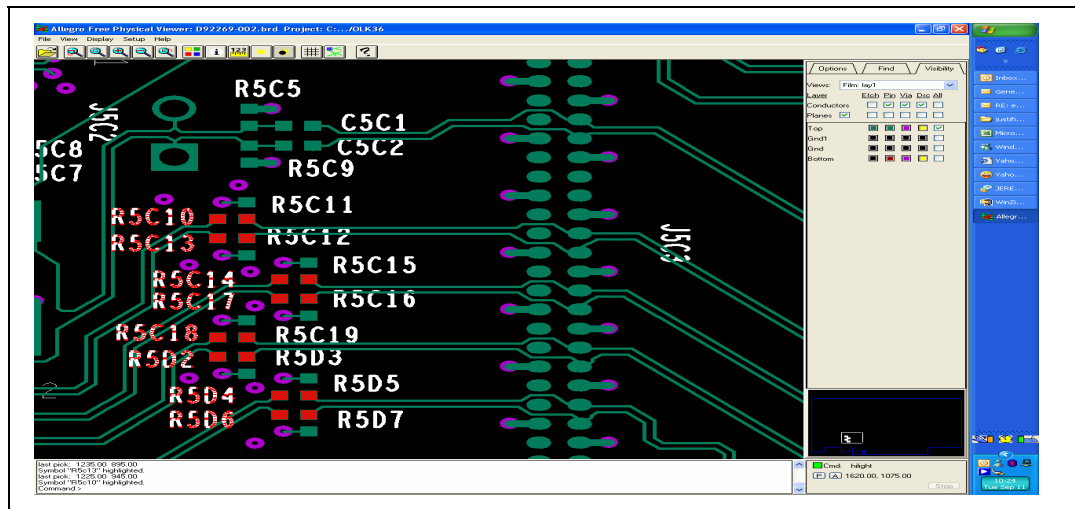 Allegro Free Physical Viewer: D92269-002.brd Project: C:.../OLK36
File View Display Setup Help
R5C5
J5C2
C5C1
C5C2
5C8
5C7
R5C9
R5C11
R5C10
R5C12
R5C13
J5C3
R5C15
R5C14
R5C16
R5C17
R5C19
R5C18
R5D3
R5D2
R5D5
R5D4
R5D7
R5D6
2
Options Find Visibility
Views: Film: lay1
Layer Etch Pin Via Drc All
Conductors
Planes
Top
Gnd1
Gnd
Bottom
last pick: 1235.00 895.00
Symbol "R5c13" highlighted.
last pick: 1225.00 945.00
Symbol "R5c10" highlighted.
Command >
Cmd: hilight
P A 1620.00, 1075.00
Stop
Inbox...
Gene...
RE: e...
justifi...
Micro...
Wind...
Yaho...
Yaho...
JERE...
WinZi...
Allegr...
10:24
Tue Sep 11